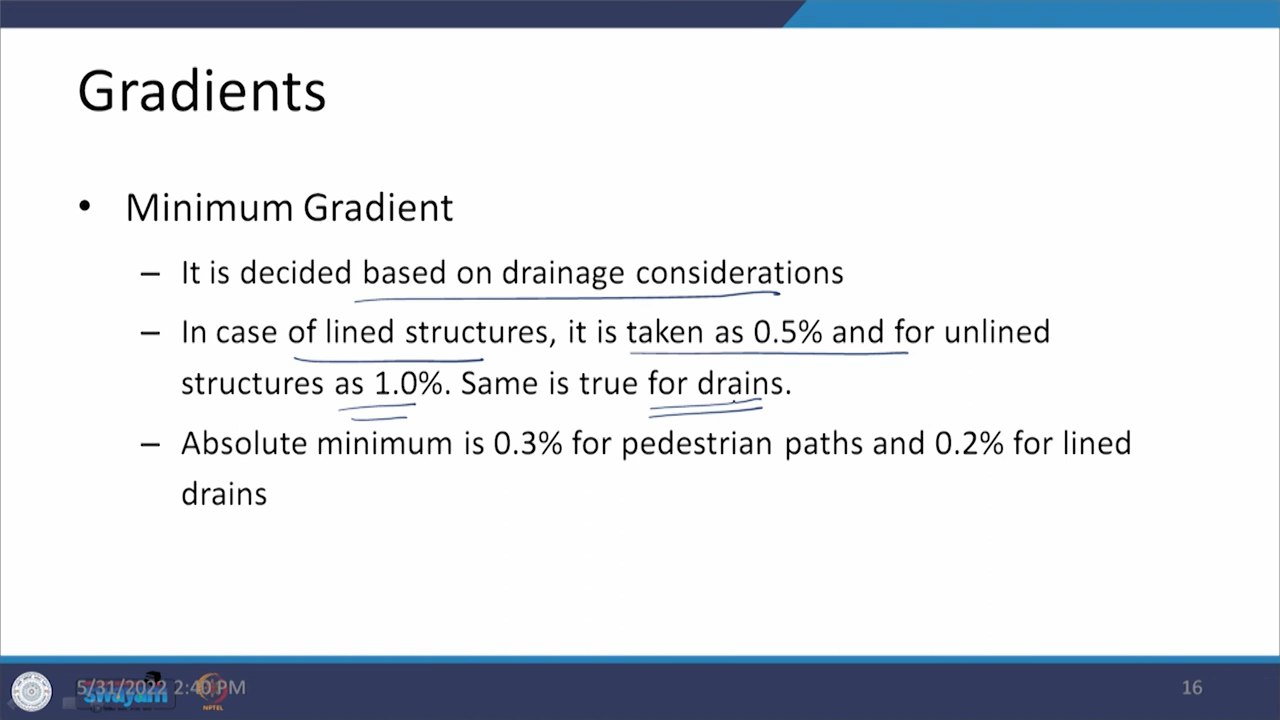 Gradients
• Minimum Gradient
– It is decided based on drainage considerations
– In case of lined structures, it is taken as 0.5% and for unlined
structures as 1.0%. Same is true for drains.
– Absolute minimum is 0.3% for pedestrian paths and 0.2% for lined
drains
5/31/2022 2:40 PM
swayam
NPTEL
16